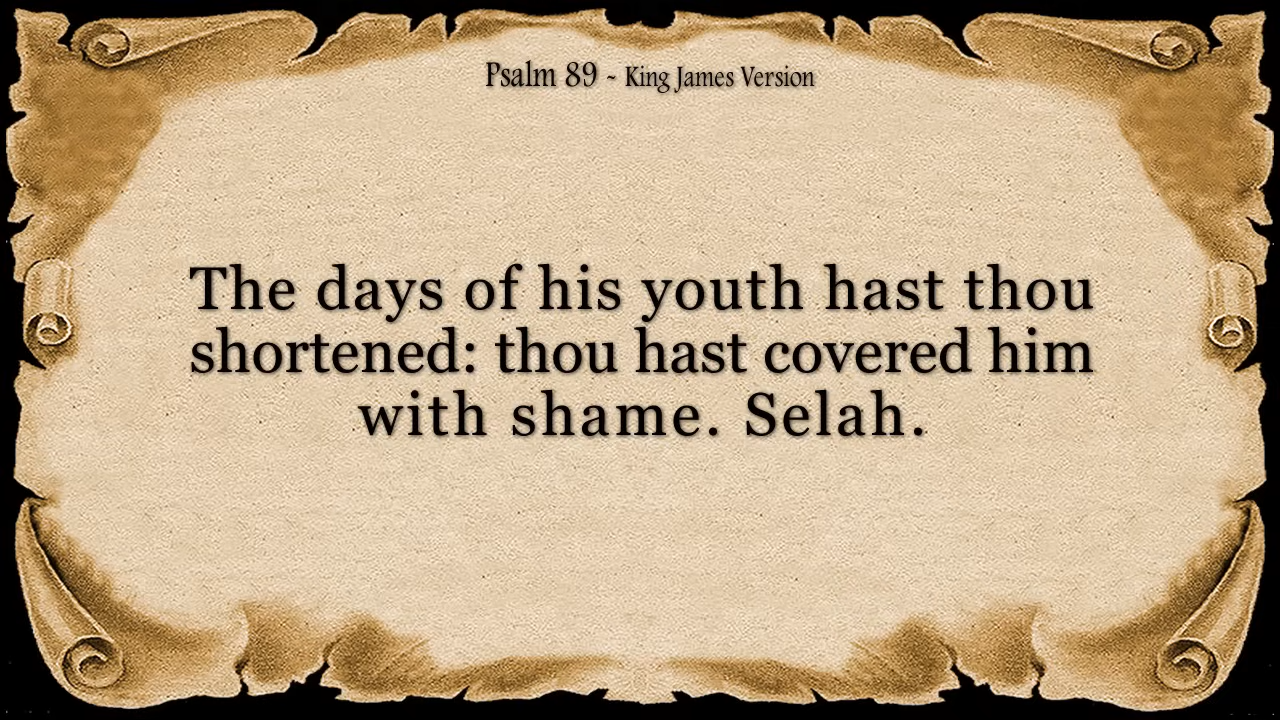 Psalm 89 - King James Version
The days of his youth hast thou
shortened: thou hast covered him
with shame. Selah.